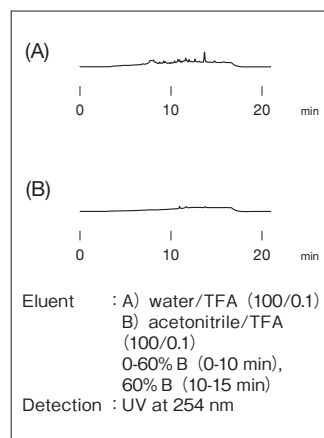 (A)
0 10 20 min
(B)
0 10 20 min
Eluent : A) water/TFA (100/0.1)
B) acetonitrile/TFA
(100/0.1)
0-60% B (0-10 min),
60% B (10-15 min)
Detection : UV at 254 nm